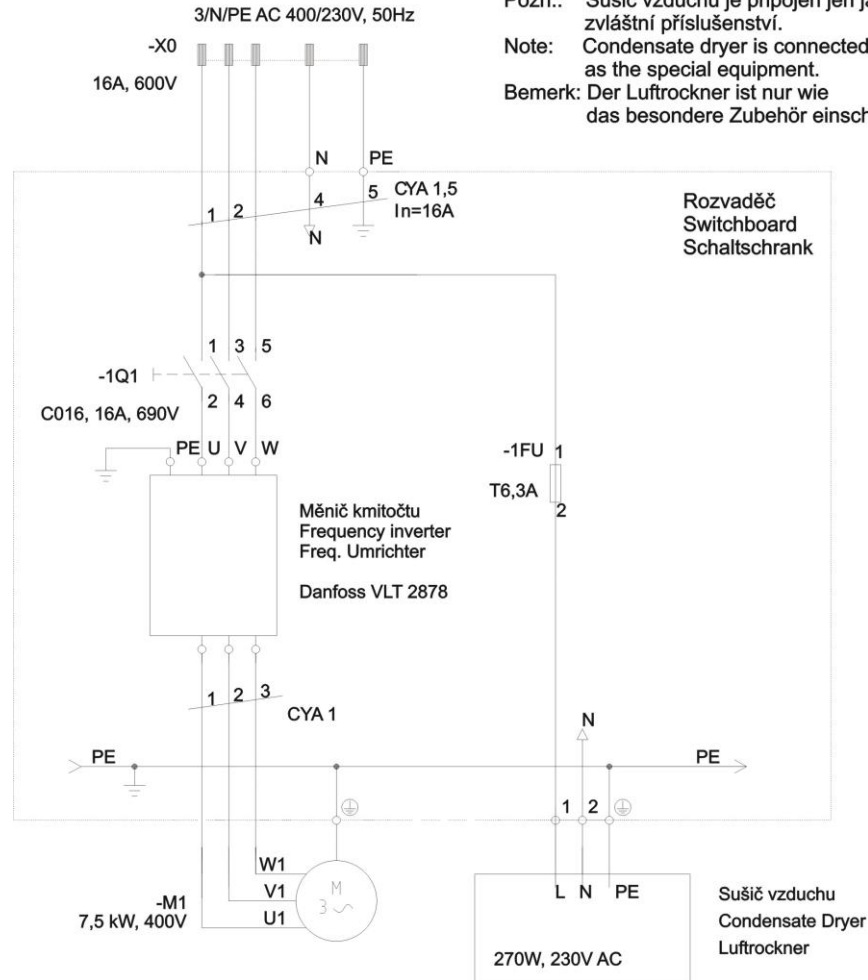 3/N/PE AC 400/230V, 50Hz
-X0
16A, 600V
Pozn.: Sušič vzduchu je připojen jen
zvláštní příslušenství.
Note: Condensate dryer is connected
as the special equipment.
Bemerk: Der Luftrockner ist nur wie
das besondere Zubehör
N PE
1 2 4 5 CYA 1,5
In=16A
N
Rozvaděč
Switchboard
Schaltschrank
1 3 5
-1Q1
2 4 6
C016, 16A, 690V
PE U V W
-1FU 1
T6,3A
2
Měnič kmitočtu
Frequency inverter
Freq. Umrichter
Danfoss VLT 2878
1 2 3
CYA 1
N
PE PE
1 2
W1
V1
U1
M
3
-M1
7,5 kW, 400V
L N PE
270W, 230V AC
Sušič vzduchu
Condensate Dryer
Luftrockner